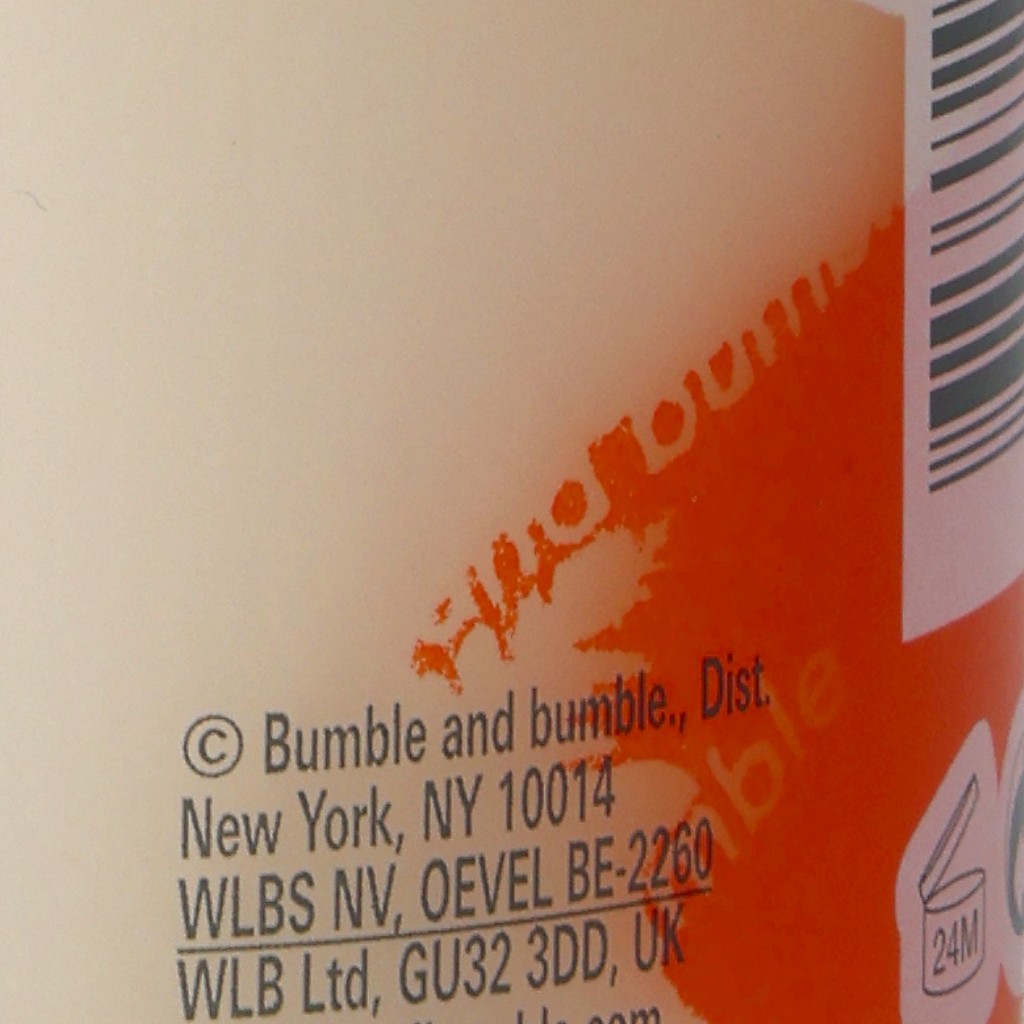 © Bumble and bumble., Dist.
New York, NY 10014
WLBS NV, OEVEL BE-2260
WLB Ltd, GU32 3DD, UK
24M